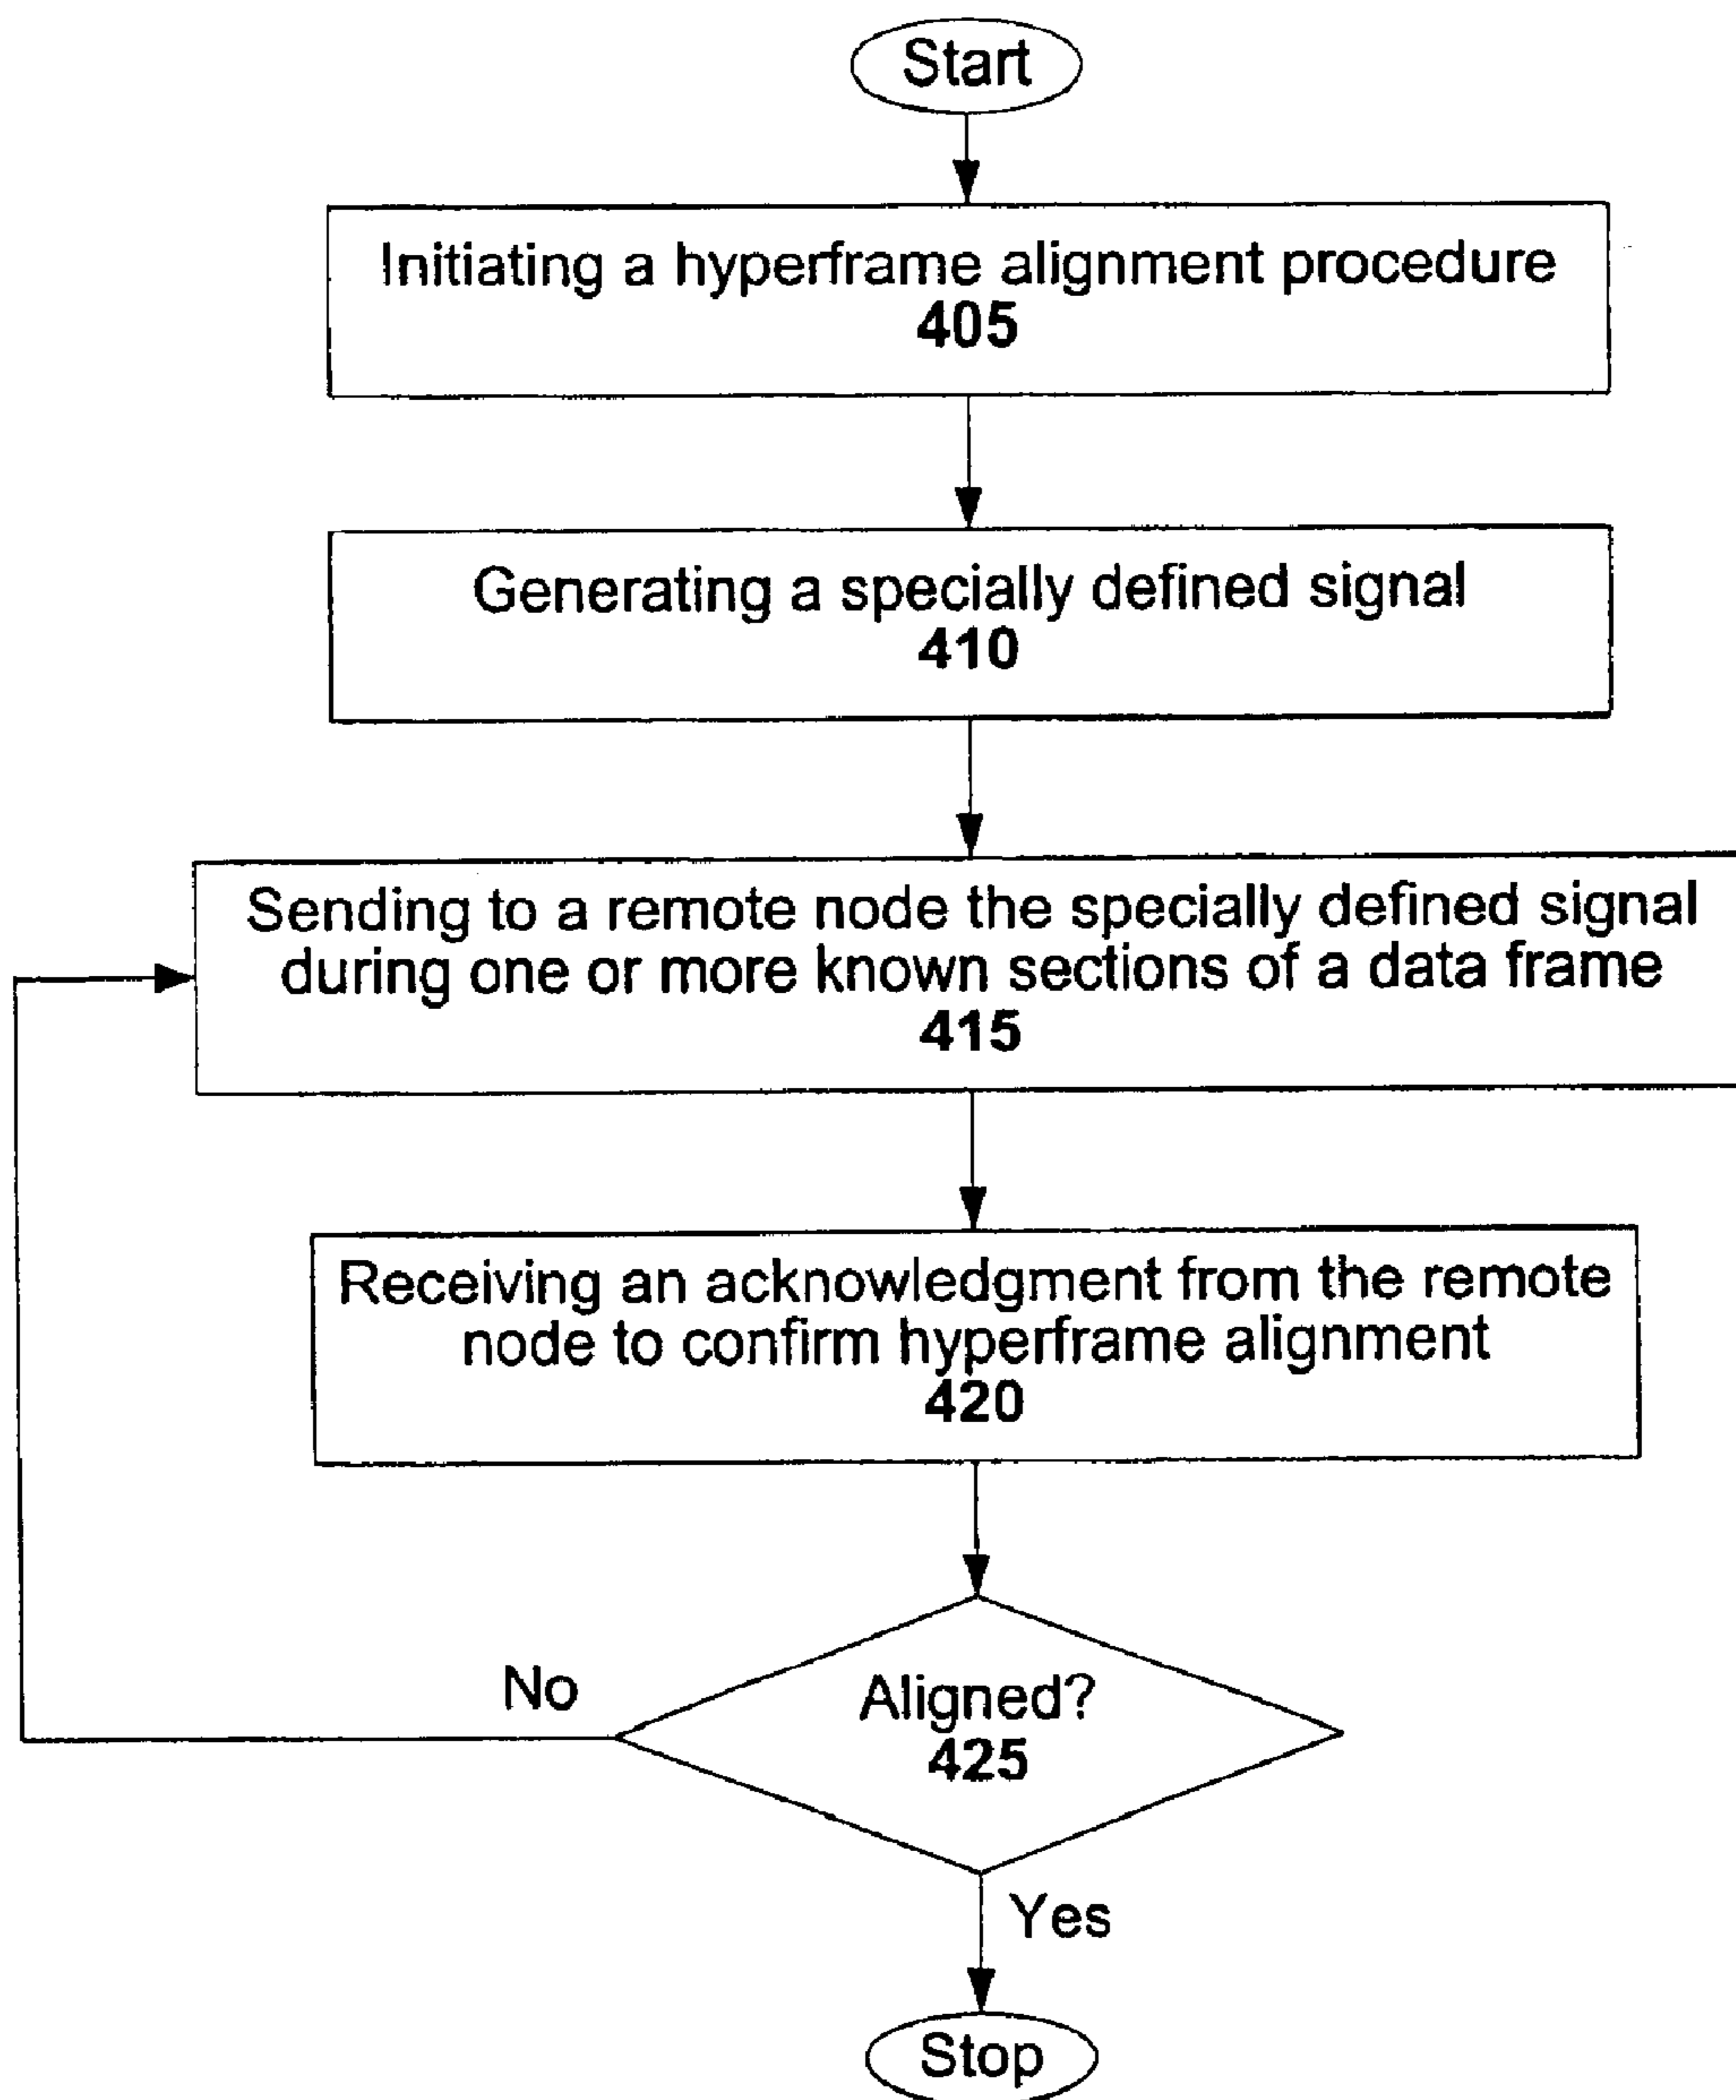 Start
Initiating a hyperframe alignment procedure
405
Generating a specially defined signal
410
Sending to a remote node the specially defined signal
during one or more known sections of a data frame
415
Receiving an acknowledgment from the remote
node to confirm hyperframe alignment
420
No
Aligned?
425
Yes
Stop